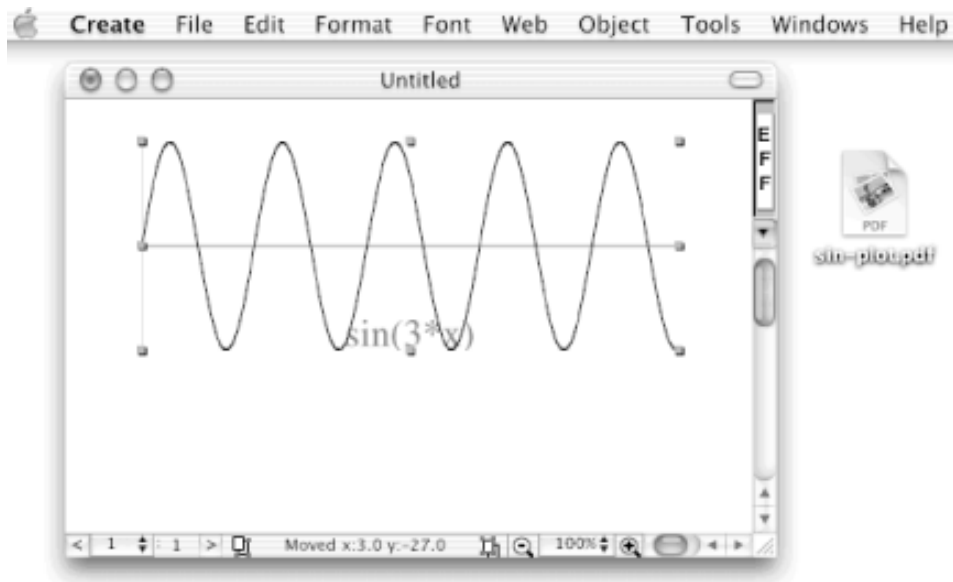 Create File Edit Format Font Web Object Tools Windows Help
Untitled
E
F
F
PDF
sin-plot.pdf
sin(3*x)
< 1 : 1 > Moved x:3.0 y:-27.0 100%